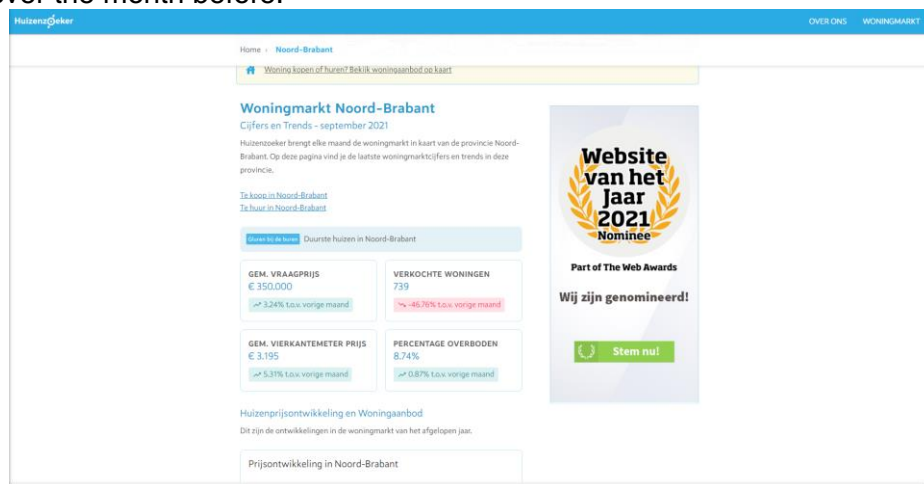 over the month before.
Huizenzoeker
OVER ONS WONINGMARKT
Home › Noord-Brabant
Woning kopen of huren? Bekijk woningaanbod op kaart
Woningmarkt Noord-Brabant
Cijfers en Trends - september 2021
Huizenzoeker brengt elke maand de woningmarkt in kaart van de provincie Noord-
Brabant. Op deze pagina vind je de laatste woningmarktcijfers en trends in deze
provincie.
Te koop in Noord-Brabant
Te huur in Noord-Brabant
Gluren bij de buren Duurste huizen in Noord-Brabant
GEM. VRAAGPRIJS
€ 350.000
3.24% t.o.v. vorige maand
VERKOCHTE WONINGEN
739
-46.76% t.o.v. vorige maand
GEM. VIERKANTEMETER PRIJS
€ 3.195
5.31% t.o.v. vorige maand
PERCENTAGE OVERBODEN
8.74%
0.87% t.o.v. vorige maand
Huizenprijsontwikkeling en Woningaanbod
Dit zijn de ontwikkelingen in de woningmarkt van het afgelopen jaar.
Prijsontwikkeling in Noord-Brabant
Website
van het
Jaar
2021
Nominee
Part of The Web Awards
Wij zijn genomineerd!
Stem nu!